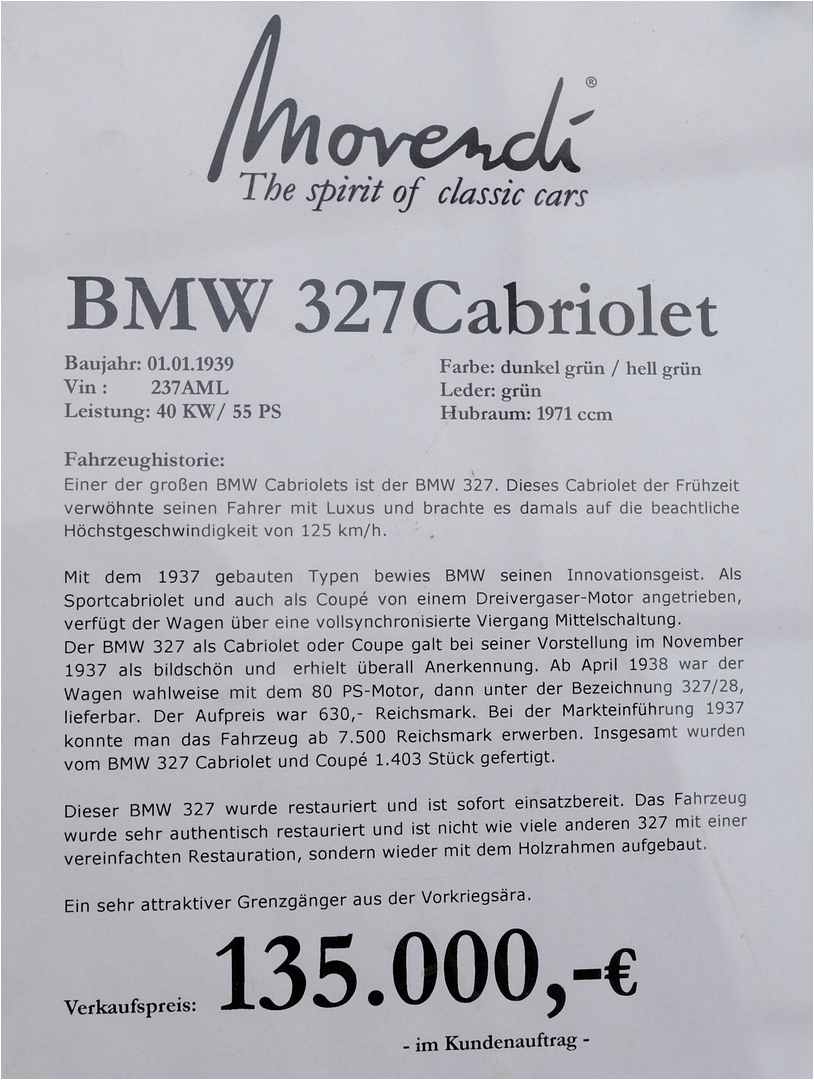 Movendi®
The spirit of classic cars
BMW 327Cabriolet
Baujahr: 01.01.1939
Vin : 237AML
Leistung: 40 KW/ 55 PS
Farbe: dunkel grün / hell grün
Leder: grün
Hubraum: 1971 ccm
Fahrzeughistorie:
Einer der großen BMW Cabriolets ist der BMW 327. Dieses Cabriolet der Frühzeit
verwöhnte seinen Fahrer mit Luxus und brachte es damals auf die beachtliche
Höchstgeschwindigkeit von 125 km/h.
Mit dem 1937 gebauten Typen bewies BMW seinen Innovationsgeist. Als
Sportcabriolet und auch als Coupé von einem Dreivergaser-Motor angetrieben,
verfügt der Wagen über eine vollsynchronisierte Viergang Mittelschaltung.
Der BMW 327 als Cabriolet oder Coupe galt bei seiner Vorstellung im November
1937 als bildschön und erhielt überall Anerkennung. Ab April 1938 war der
Wagen wahlweise mit dem 80 PS-Motor, dann unter der Bezeichnung 327/28,
lieferbar. Der Aufpreis war 630,- Reichsmark. Bei der Markteinführung 1937
konnte man das Fahrzeug ab 7.500 Reichsmark erwerben. Insgesamt wurden
vom BMW 327 Cabriolet und Coupé 1.403 Stück gefertigt.
Dieser BMW 327 wurde restauriert und ist sofort einsatzbereit. Das Fahrzeug
wurde sehr authentisch restauriert und ist nicht wie viele anderen 327 mit einer
vereinfachten Restauration, sondern wieder mit dem Holzrahmen aufgebaut.
Ein sehr attraktiver Grenzgänger aus der Vorkriegsära.
Verkaufspreis: 135.000,-€
- im Kundenauftrag -